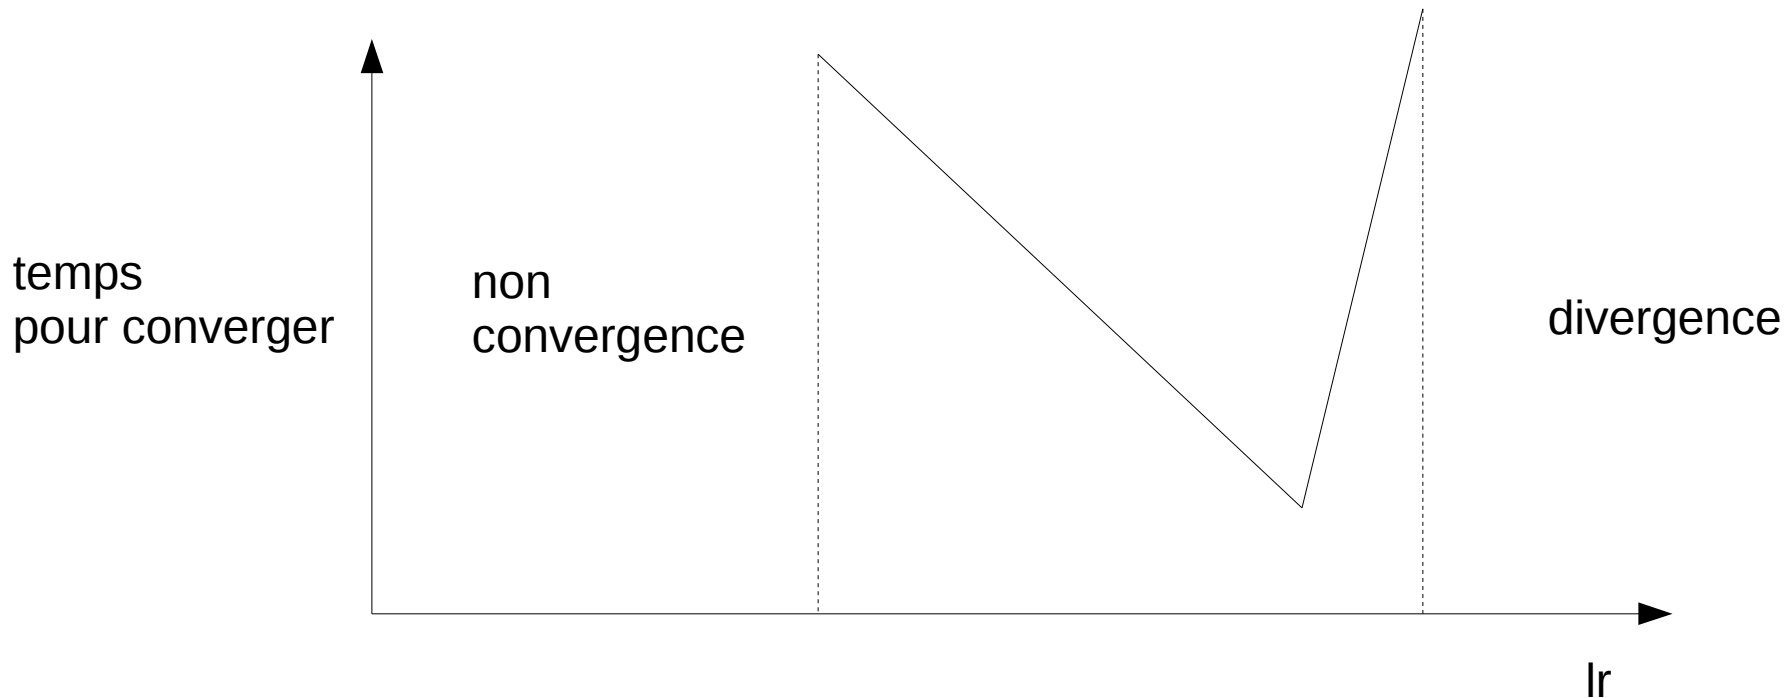 temps
pour converger
non
convergence
divergence
lr